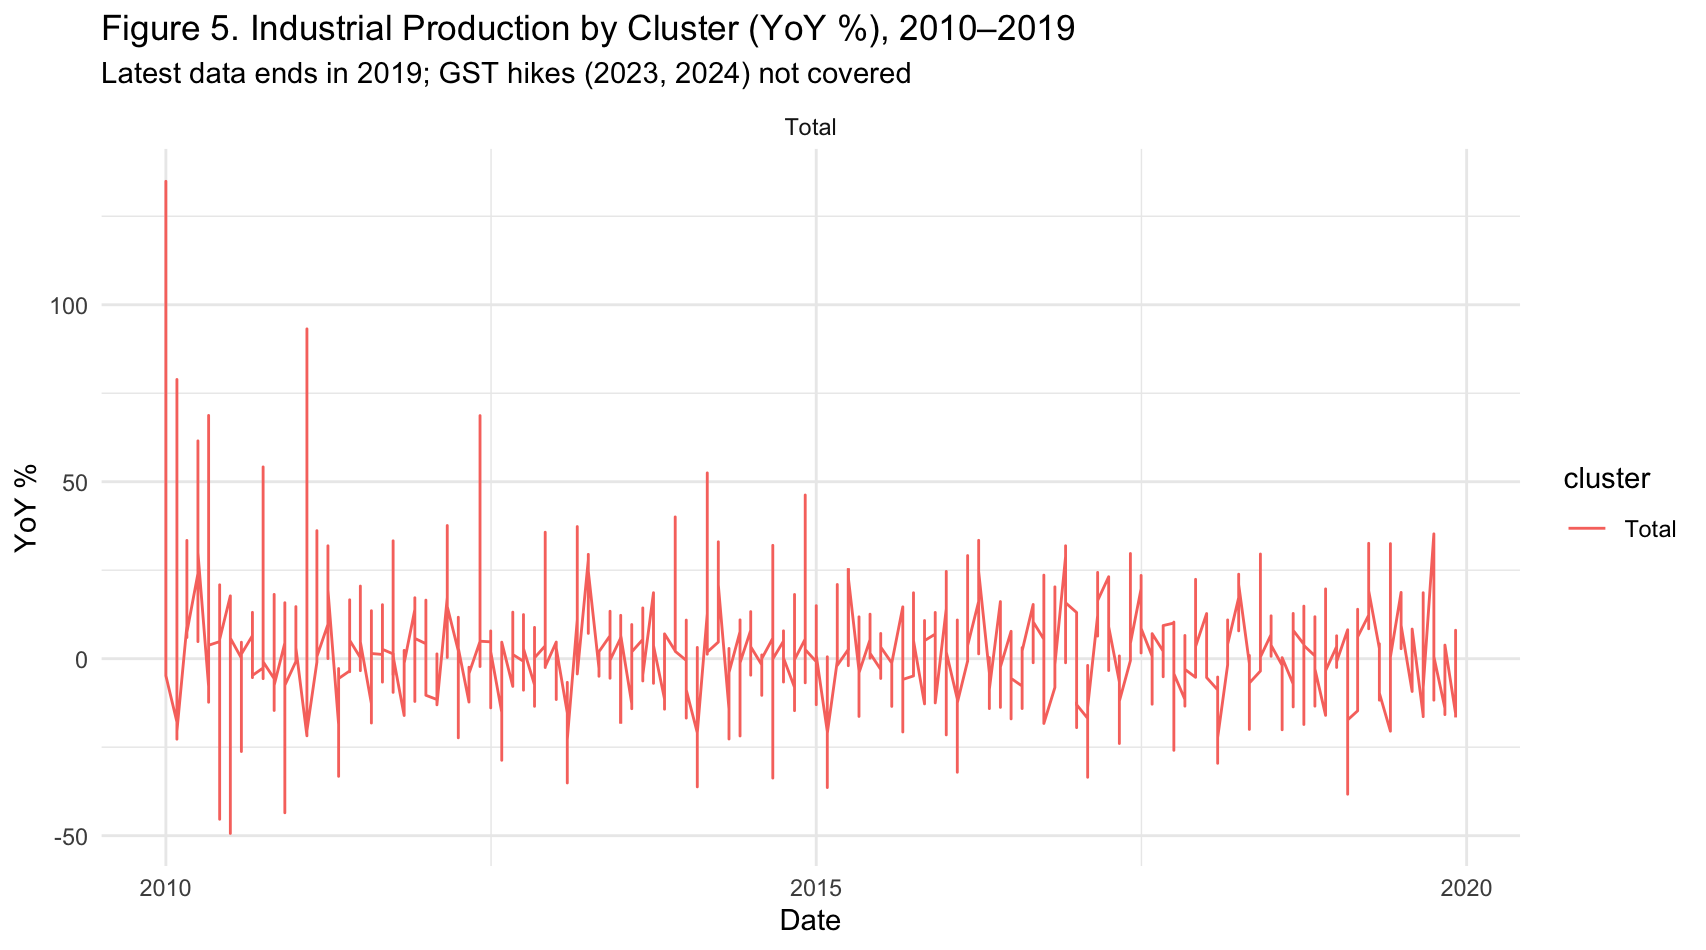 Figure 5. Industrial Production by Cluster (YoY %), 2010–2019
Latest data ends in 2019; GST hikes (2023, 2024) not covered
Total
100
50
0
-50
YoY %
2010
2015
2020
Date
cluster
Total